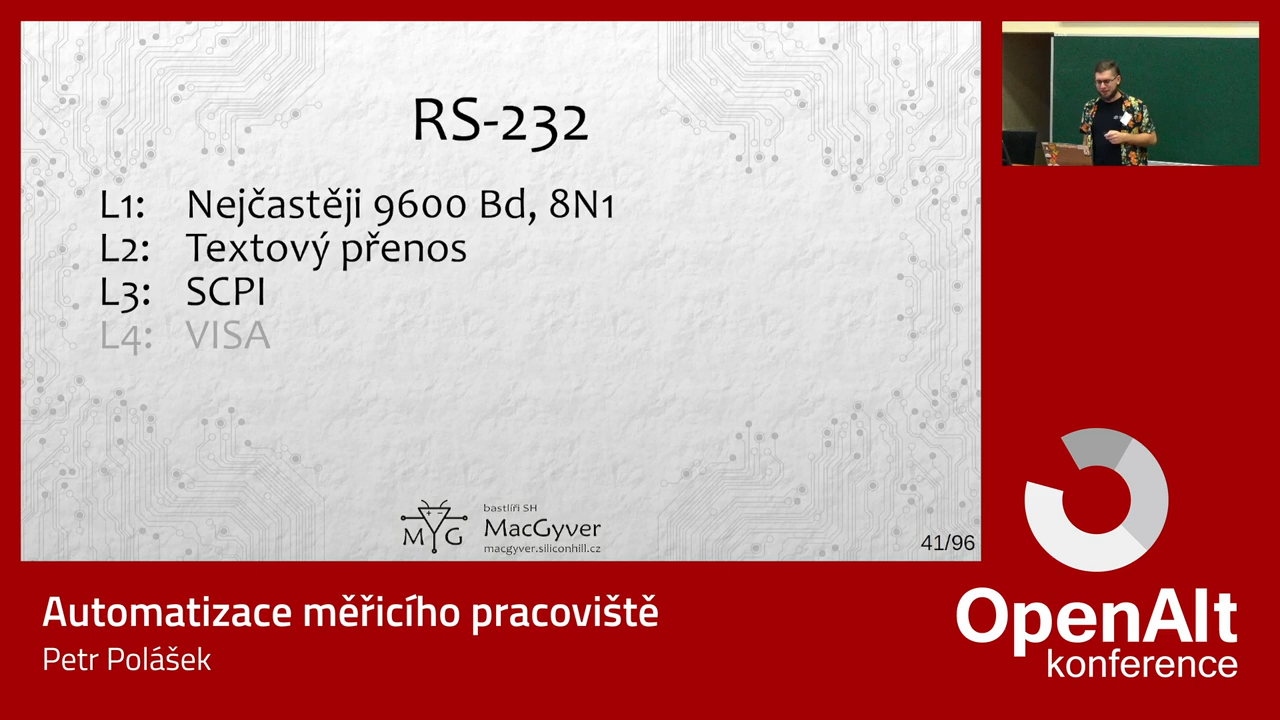 RS-232
L1: Nejčastěji 9600 Bd, 8N1
L2: Textový přenos
L3: SCPI
L4: VISA
MYG
bastlíři SH
MacGyver
macgyver.siliconhill.cz
41/96
Automatizace měřicího pracoviště
Petr Polášek
OpenAlt
konference